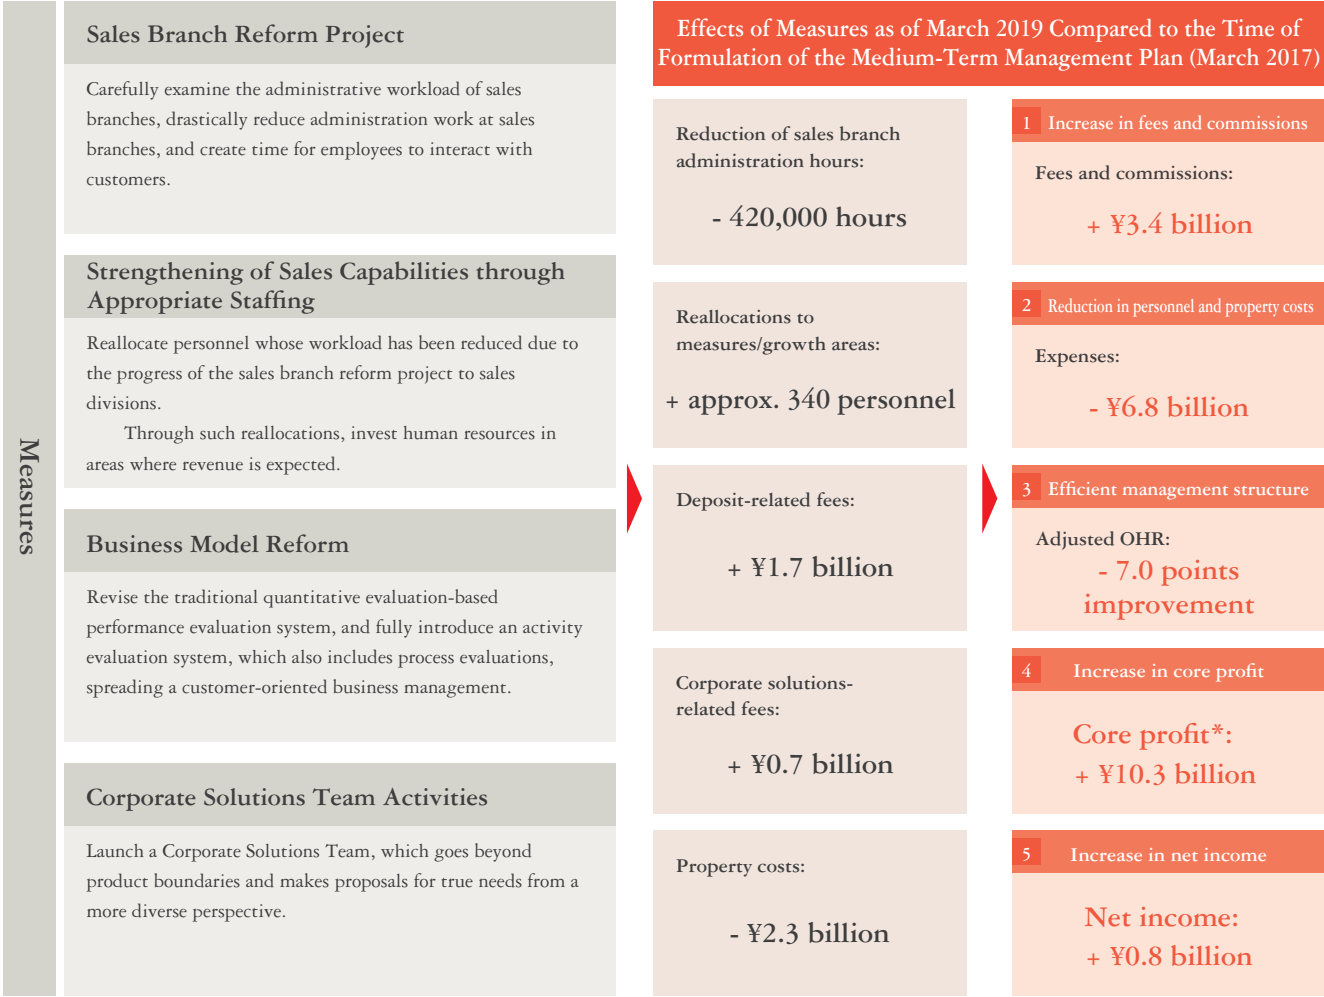 Measures
Sales Branch Reform Project
Carefully examine the administrative workload of sales
branches, drastically reduce administration work at sales
branches, and create time for employees to interact with
customers.
Strengthening of Sales Capabilities through
Appropriate Staffing
Reallocate personnel whose workload has been reduced due to
the progress of the sales branch reform project to sales
divisions.
Through such reallocations, invest human resources in
areas where revenue is expected.
Business Model Reform
Revise the traditional quantitative evaluation-based
performance evaluation system, and fully introduce an activity
evaluation system, which also includes process evaluations,
spreading a customer-oriented business management.
Corporate Solutions Team Activities
Launch a Corporate Solutions Team, which goes beyond
product boundaries and makes proposals for true needs from a
more diverse perspective.
Effects of Measures as of March 2019 Compared to the Time of
Formulation of the Medium-Term Management Plan (March 2017)
Reduction of sales branch
administration hours:
- 420,000 hours
Reallocations to
measures/growth areas:
+ approx. 340 personnel
Deposit-related fees:
+ ¥1.7 billion
Corporate solutions-
related fees:
+ ¥0.7 billion
Property costs:
- ¥2.3 billion
1 Increase in fees and commissions
Fees and commissions:
+ ¥3.4 billion
2 Reduction in personnel and property costs
Expenses:
- ¥6.8 billion
3 Efficient management structure
Adjusted OHR:
- 7.0 points
improvement
4 Increase in core profit
Core profit*:
+ ¥10.3 billion
5 Increase in net income
Net income:
+ ¥0.8 billion